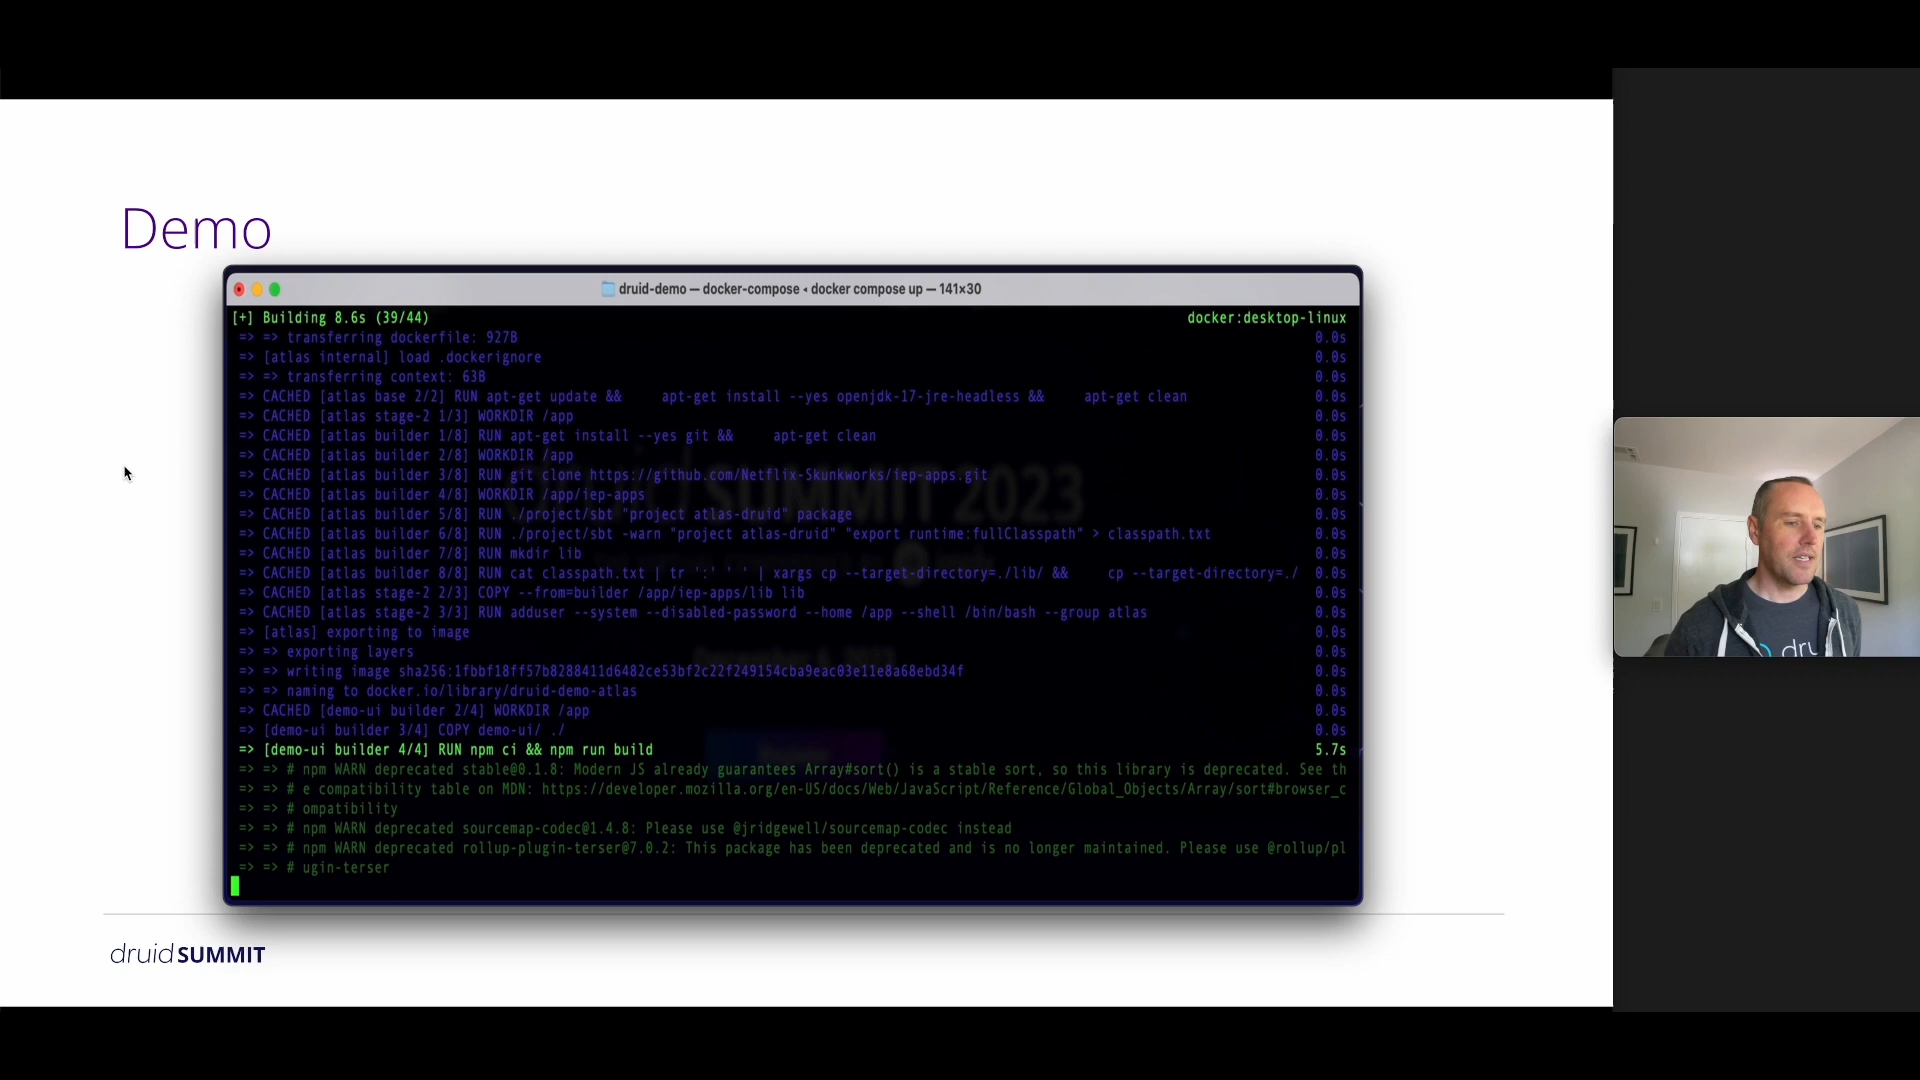 Demo
druid-demo — docker-compose ◂ docker compose up — 141×30
[+] Building 8.6s (39/44) docker:desktop-linux
=> => transferring dockerfile: 927B 0.0s
=> [atlas internal] load .dockerignore 0.0s
=> => transferring context: 63B 0.0s
=> CACHED [atlas base 2/2] RUN apt-get update &&     apt-get install --yes openjdk-17-jre-headless &&     apt-get clean 0.0s
=> CACHED [atlas stage-2 1/3] WORKDIR /app 0.0s
=> CACHED [atlas builder 1/8] RUN apt-get install --yes git &&     apt-get clean 0.0s
=> CACHED [atlas builder 2/8] WORKDIR /app 0.0s
=> CACHED [atlas builder 3/8] RUN git clone https://github.com/Netflix-Skunkworks/iep-apps.git 0.0s
=> CACHED [atlas builder 4/8] WORKDIR /app/iep-apps 0.0s
=> CACHED [atlas builder 5/8] RUN ./project/sbt "project atlas-druid" package 0.0s
=> CACHED [atlas builder 6/8] RUN ./project/sbt -warn "project atlas-druid" "export runtime:fullClasspath" > classpath.txt 0.0s
=> CACHED [atlas builder 7/8] RUN mkdir lib 0.0s
=> CACHED [atlas builder 8/8] RUN cat classpath.txt | tr ':' ' ' | xargs cp --target-directory=./lib/ &&     cp --target-directory=./ 0.0s
=> CACHED [atlas stage-2 2/3] COPY --from=builder /app/iep-apps/lib lib 0.0s
=> CACHED [atlas stage-2 3/3] RUN adduser --system --disabled-password --home /app --shell /bin/bash --group atlas 0.0s
=> [atlas] exporting to image 0.0s
=> => exporting layers 0.0s
=> => writing image sha256:1fbbf18ff57b8288411d6482ce53bf2c22f249154cba9eac03e11e8a68ebd34f 0.0s
=> => naming to docker.io/library/druid-demo-atlas 0.0s
=> CACHED [demo-ui builder 2/4] WORKDIR /app 0.0s
=> [demo-ui builder 3/4] COPY demo-ui/ ./ 0.0s
=> [demo-ui builder 4/4] RUN npm ci && npm run build 5.7s
=> => # npm WARN deprecated stable@0.1.8: Modern JS already guarantees Array#sort() is a stable sort, so this library is deprecated. See th
=> => # e compatibility table on MDN: https://developer.mozilla.org/en-US/docs/Web/JavaScript/Reference/Global_Objects/Array/sort#browser_c
=> => # ompatibility
=> => # npm WARN deprecated sourcemap-codec@1.4.8: Please use @jridgewell/sourcemap-codec instead
=> => # npm WARN deprecated rollup-plugin-terser@7.0.2: This package has been deprecated and is no longer maintained. Please use @rollup/pl
=> => # ugin-terser
SUMMIT 2023
druid SUMMIT
dru